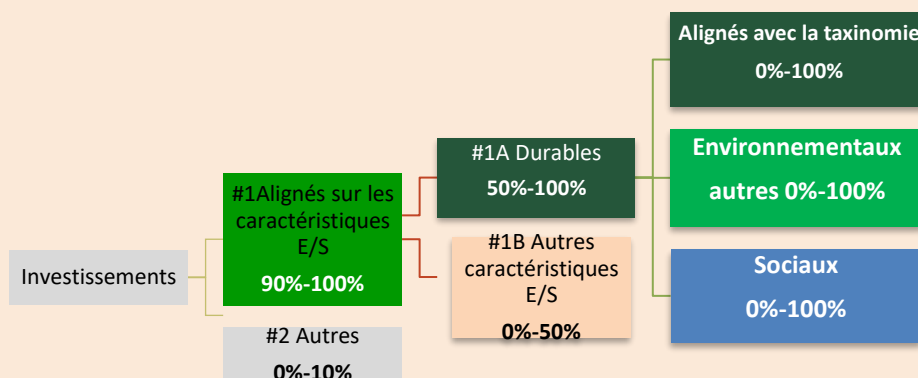 Investissements
#1Alignés sur les
caractéristiques
E/S
90%-100%
#2 Autres
0%-10%
#1A Durables
50%-100%
#1B Autres
caractéristiques
E/S
0%-50%
Alignés avec la taxinomie
0%-100%
Environnementaux
autres 0%-100%
Sociaux
0%-100%